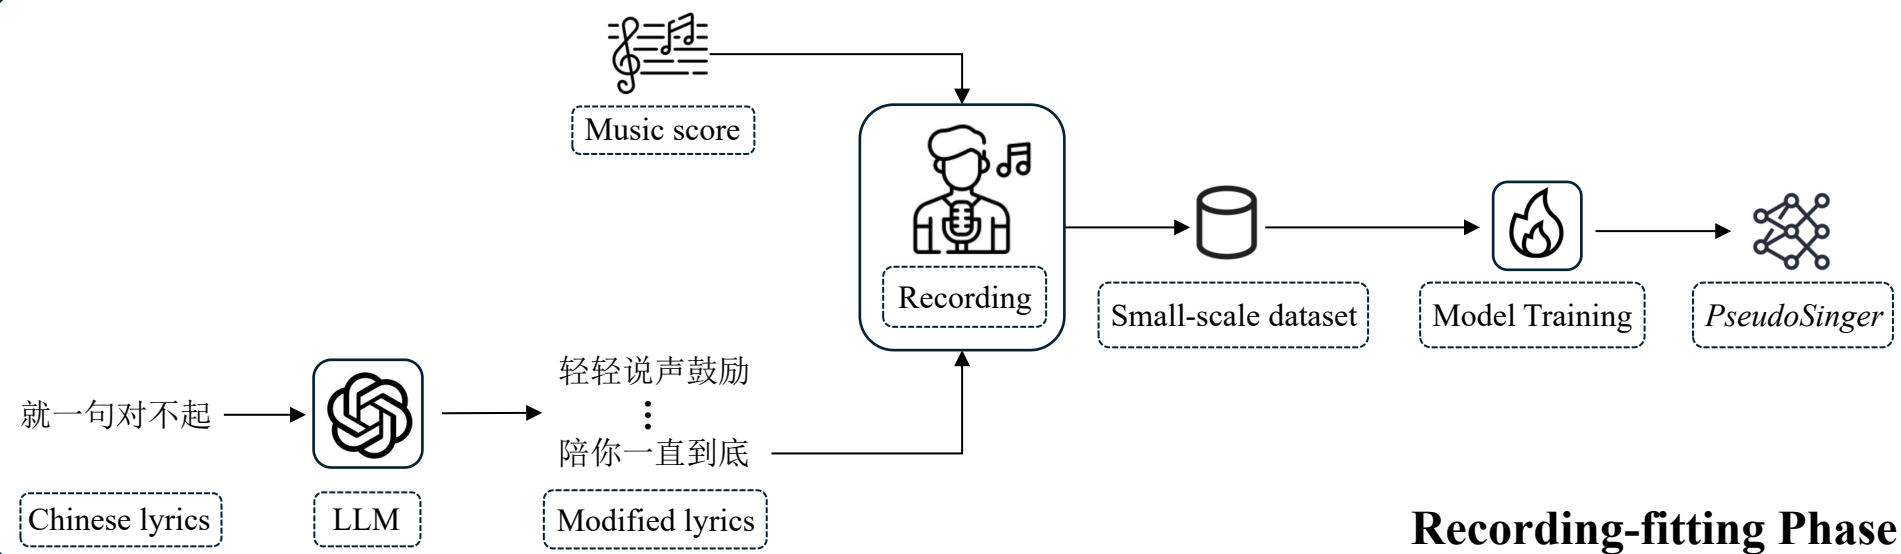 Music score
Recording
Small-scale dataset
Model Training
PseudoSinger
就一句对不起
轻轻说声鼓励
陪你一直到底
Chinese lyrics
LLM
Modified lyrics
Recording-fitting Phase